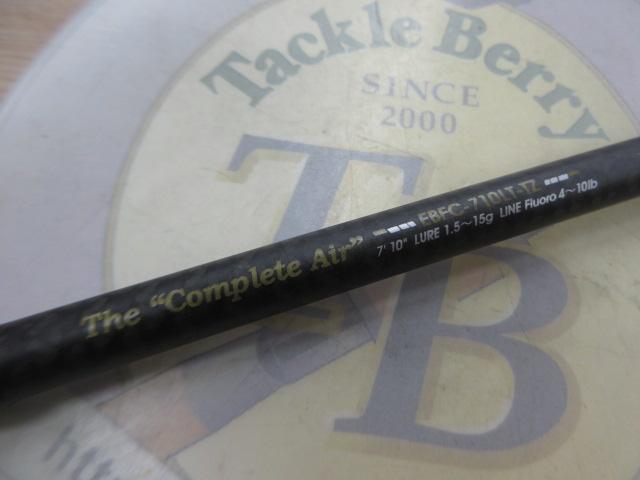 Tackle Berry
SINCE
2000
TB
The "Complete Air" EBFC-710LT-TZ
7' 10" LURE 1.5~15g LINE Fluoro 4~10lb